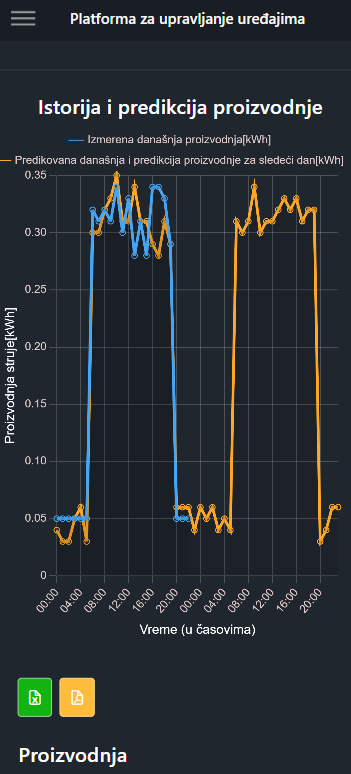 Platforma za upravljanje uređajima
Istorija i predikcija proizvodnje
Izmerena današnja proizvodnja[kWh]
Predikovana današnja i predikcija proizvodnje za sledeći dan[kWh]
0.35
0.30
0.25
0.20
0.15
0.10
0.05
0
Proizvodnja struje[kWh]
00:00 04:00 08:00 12:00 16:00 20:00 00:00 04:00 08:00 12:00 16:00 20:00
Vreme (u časovima)
Proizvodnja